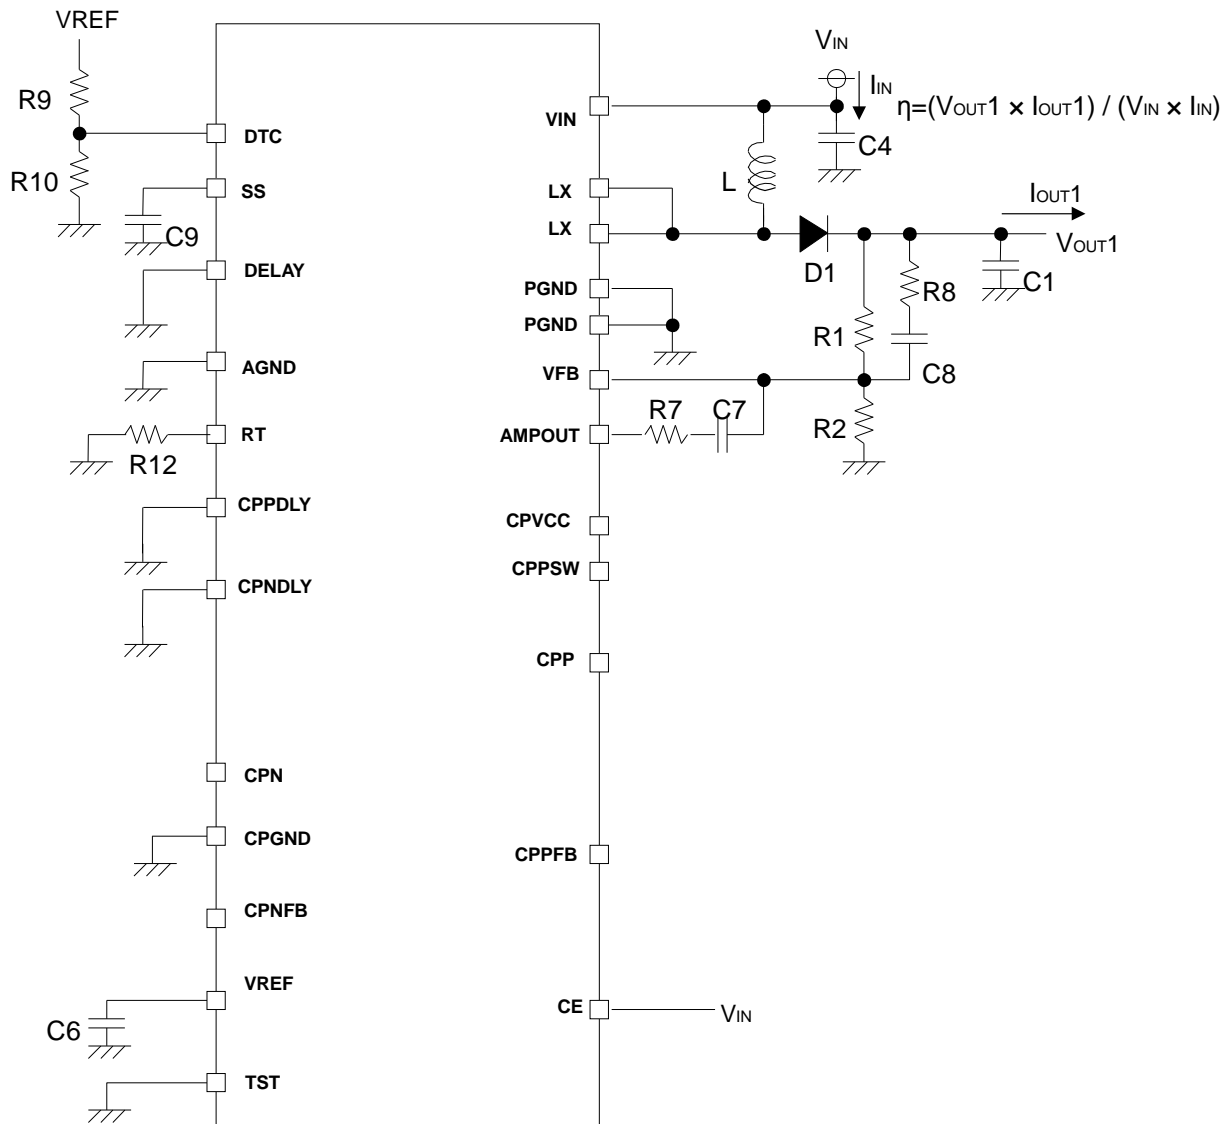 VREF
R9
R10
C9
R12
C6
DTC
SS
DELAY
AGND
RT
CPPDLY
CPNDLY
CPN
CPGND
CPNFB
VREF
TST
VIN
LX
LX
PGND
PGND
VFB
AMPOUT
CPVCC
CPPSW
CPP
CPPFB
CE
VIN
VIN
IIN
η=(VOUT1 × IOUT1) / (VIN × IIN)
C4
L
IOUT1
VOUT1
D1
R8
C1
R1
C8
R7
C7
R2